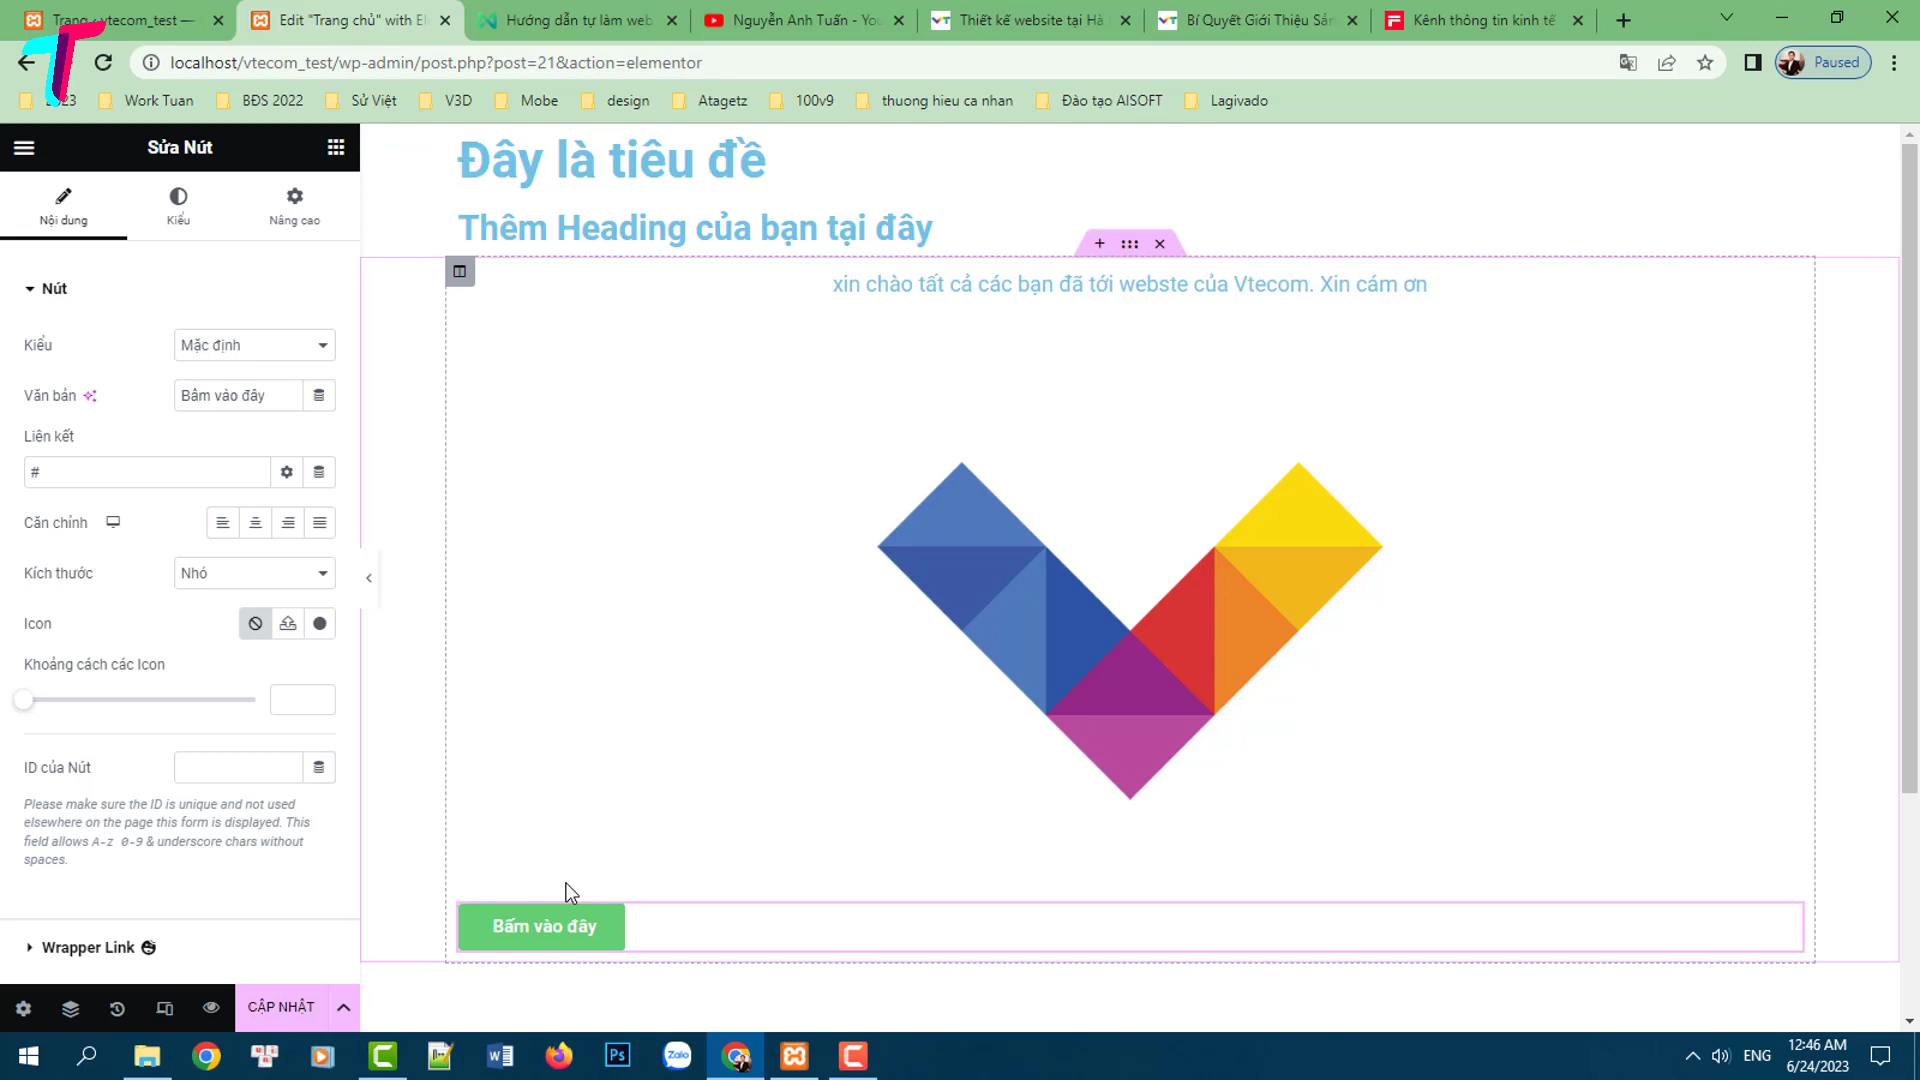 Trang ‹ vtecom_test —
Edit "Trang chủ" with El
Hướng dẫn tự làm web
Nguyễn Anh Tuấn - You
Thiết kế website tại Hà
Bí Quyết Giới Thiệu Sản
Kênh thông tin kinh tế
localhost/vtecom_test/wp-admin/post.php?post=21&action=elementor
Paused
Work Tuan
BĐS 2022
Sử Việt
V3D
Mobe
design
Atagetz
100v9
thuong hieu ca nhan
Đào tạo AISOFT
Lagivado
Sửa Nút
Nội dung
Kiểu
Nâng cao
Nút
Kiểu
Mặc định
Văn bản
Bấm vào đây
Liên kết
#
Căn chỉnh
Kích thước
Nhỏ
Icon
Khoảng cách các Icon
ID của Nút
Please make sure the ID is unique and not used
elsewhere on the page this form is displayed. This
field allows A-z 0-9 & underscore chars without
spaces.
Wrapper Link
CẬP NHẬT
Đây là tiêu đề
Thêm Heading của bạn tại đây
xin chào tất cả các bạn đã tới webste của Vtecom. Xin cám ơn
Bấm vào đây
Ps
Zalo
ENG
12:46 AM
6/24/2023